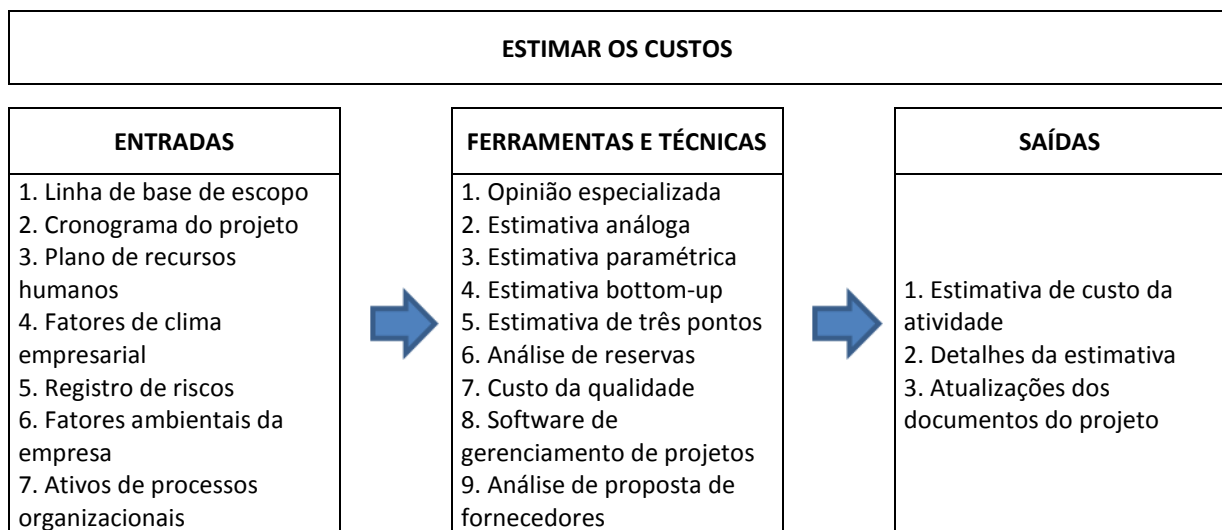 ESTIMAR OS CUSTOS
ENTRADAS
1. Linha de base de escopo
2. Cronograma do projeto
3. Plano de recursos
humanos
4. Fatores de clima
empresarial
5. Registro de riscos
6. Fatores ambientais da
empresa
7. Ativos de processos
organizacionais
FERRAMENTAS E TÉCNICAS
1. Opinião especializada
2. Estimativa análoga
3. Estimativa paramétrica
4. Estimativa bottom-up
5. Estimativa de três pontos
6. Análise de reservas
7. Custo da qualidade
8. Software de
gerenciamento de projetos
9. Análise de proposta de
fornecedores
SAÍDAS
1. Estimativa de custo da
atividade
2. Detalhes da estimativa
3. Atualizações dos
documentos do projeto